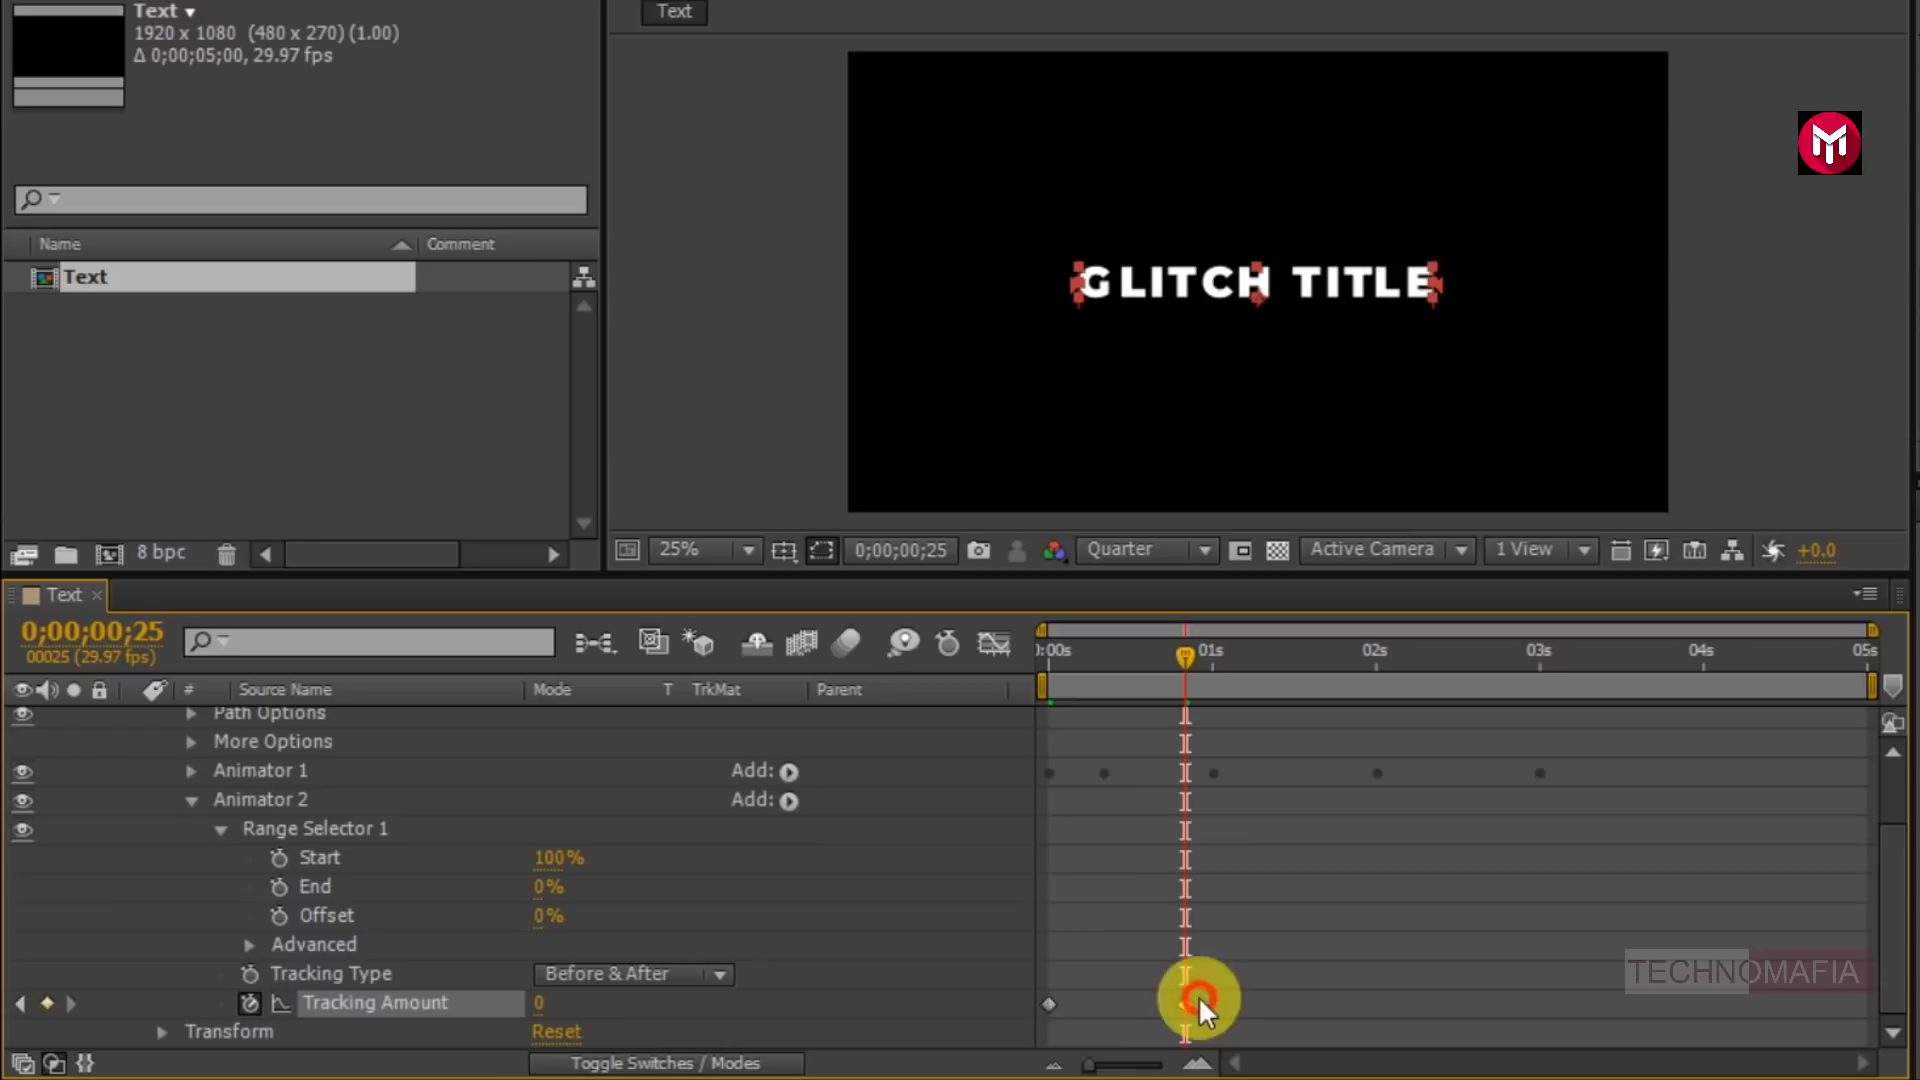 Text
1920 x 1080 (480 x 270) (1.00)
Δ 0;00;05;00, 29.97 fps
Text
GLITCH TITLE
Name Comment
Text
8 bpc
25% 0;00;00;25 Quarter Active Camera 1 View +0.0
Text
0;00;00;25
00025 (29.97 fps)
):00s 01s 02s 03s 04s 05s
# Source Name Mode T TrkMat Parent
Path Options
More Options
Animator 1 Add:
Animator 2 Add:
Range Selector 1
Start 100%
End 0%
Offset 0%
Advanced
Tracking Type Before & After
Tracking Amount 0
Transform Reset
Toggle Switches / Modes
TECHNOMAFIA